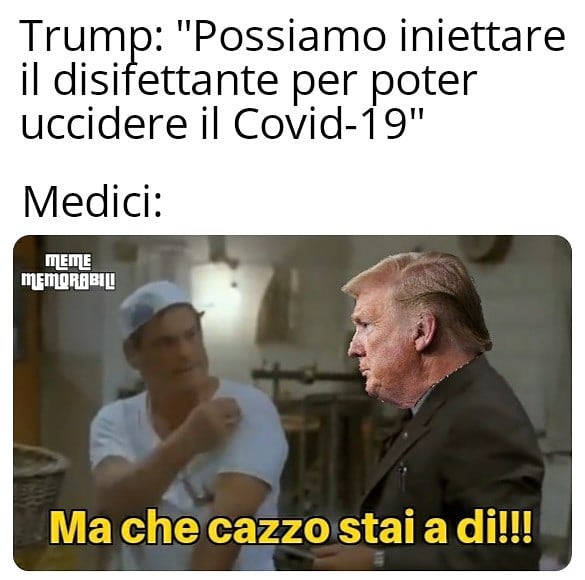 Trump: "Possiamo iniettare
il disifettante per poter
uccidere il Covid-19"
Medici:
MEME
MEMORABILI
Ma che cazzo stai a di!!!